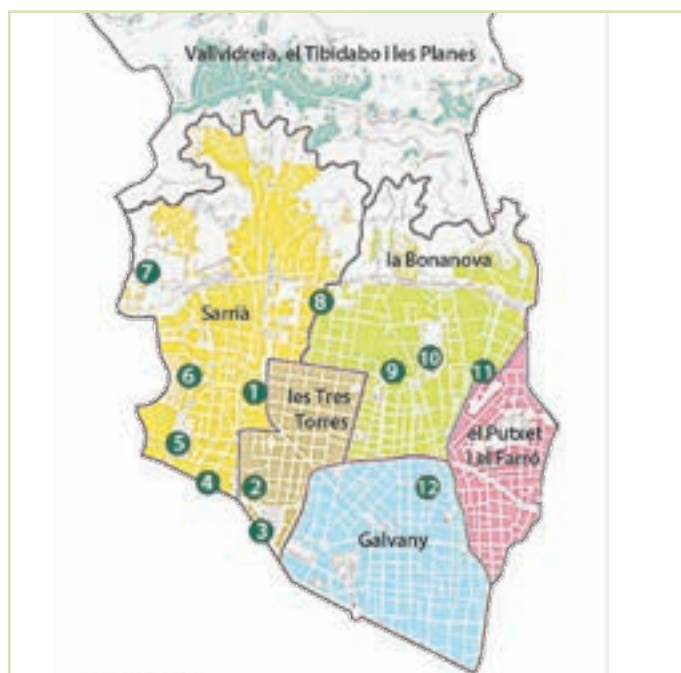 Vallvidrera, el Tibidabo i les Planes
la Bonanova
7
8
Sarrià
10
9
11
6
1
les Tres
Torres
el Putxet
i el Farró
5
4
2
12
3
Galvany